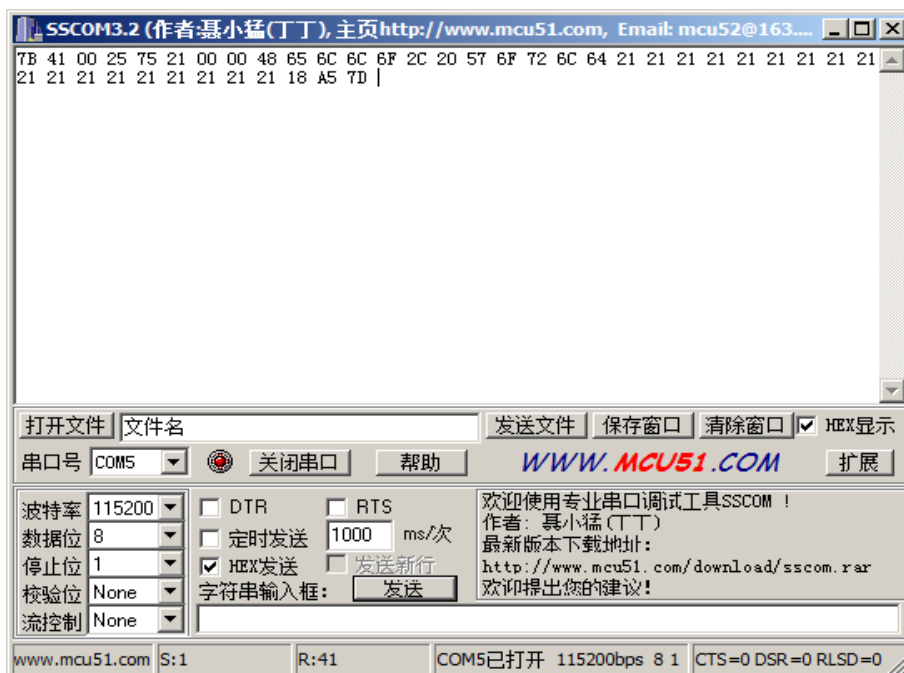 SSCOM3.2 (作者:聂小猛(丁丁), 主页http://www.mcu51.com, Email: mcu52@163....
7B 41 00 25 75 21 00 00 48 65 6C 6C 6F 2C 20 57 6F 72 6C 64 21 21 21 21 21 21 21 21 21
21 21 21 21 21 21 21 21 21 18 A5 7D
打开文件 文件名 发送文件 保存窗口 清除窗口 HEX显示
串口号 COM5 关闭串口 帮助 WWW.MCU51.COM 扩展
波特率 115200 DTR RTS
数据位 8 定时发送 1000 ms/次
停止位 1 HEX发送 发送新行
校验位 None 字符串输入框: 发送
流控制 None
欢迎使用专业串口调试工具SSCOM !
作者: 聂小猛(丁丁)
最新版本下载地址:
http://www.mcu51.com/download/sscom.rar
欢迎提出您的建议!
www.mcu51.com S:1 R:41 COM5已打开 115200bps 8 1 CTS=0 DSR=0 RLSD=0